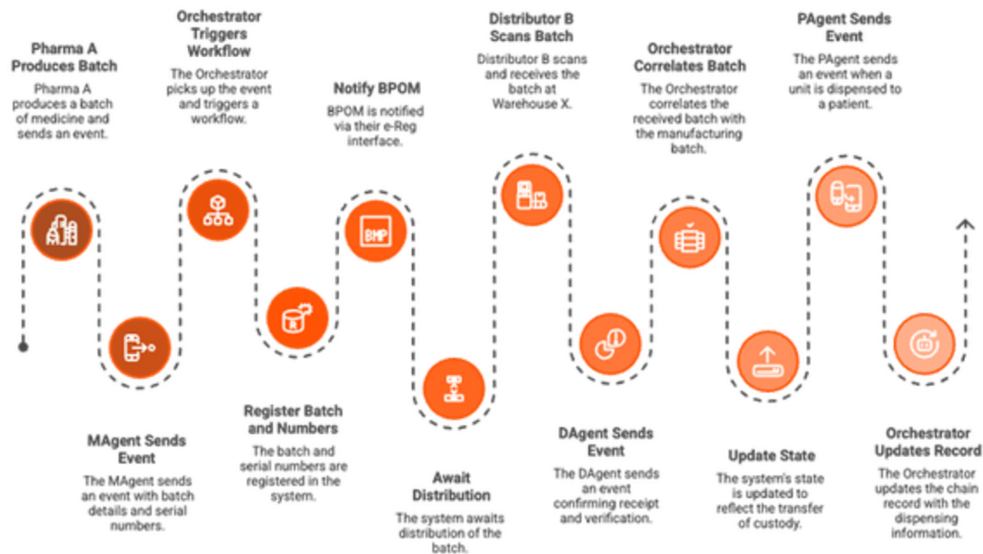 Pharma A
Produces Batch
Pharma A
produces a batch
of medicine and
sends an event.
MAgent Sends
Event
The MAgent sends
an event with batch
details and serial
numbers.
Orchestrator
Triggers
Workflow
The Orchestrator
picks up the event
and triggers a
workflow.
Register Batch
and Numbers
The batch and
serial numbers are
registered in the
system.
Notify BPOM
BPOM is notified
via their e-Reg
interface.
BMP
Await
Distribution
The system awaits
distribution of the
batch.
Distributor B
Scans Batch
Distributor B scans
and receives the
batch at
Warehouse X.
DAgent Sends
Event
The DAgent sends
an event
confirming receipt
and verification.
Orchestrator
Correlates Batch
The Orchestrator
correlates the
received batch with
the manufacturing
batch.
Update State
The system's state
is updated to
reflect the transfer
of custody.
PAgent Sends
Event
The PAgent sends
an event when a
unit is dispensed to
a patient.
Orchestrator
Updates Record
The Orchestrator
updates the chain
record with the
dispensing
information.